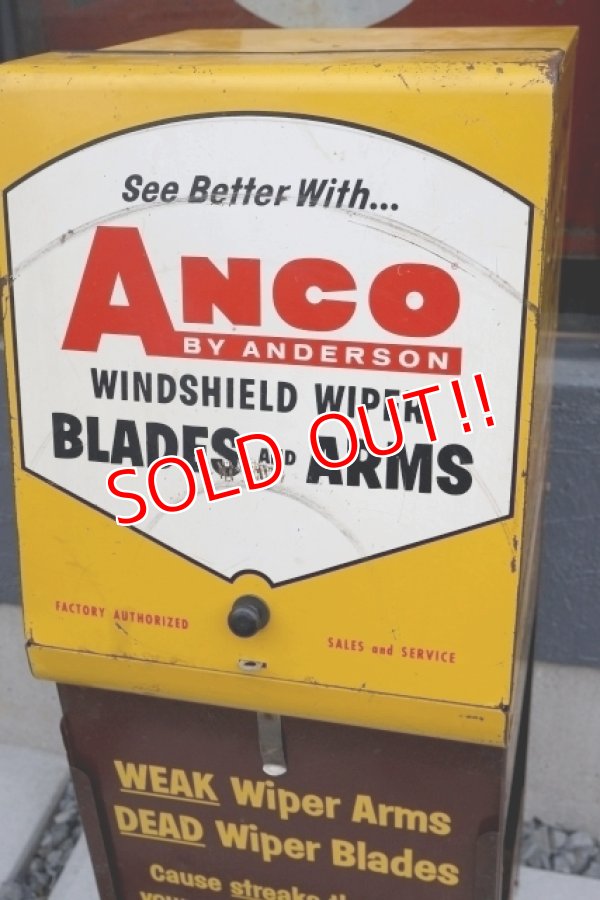 See Better With...
ANCO
BY ANDERSON
WINDSHIELD WIPER
BLADES AND ARMS
SOLD OUT!!
FACTORY AUTHORIZED
SALES and SERVICE
WEAK Wiper Arms
DEAD Wiper Blades
Cause streaks